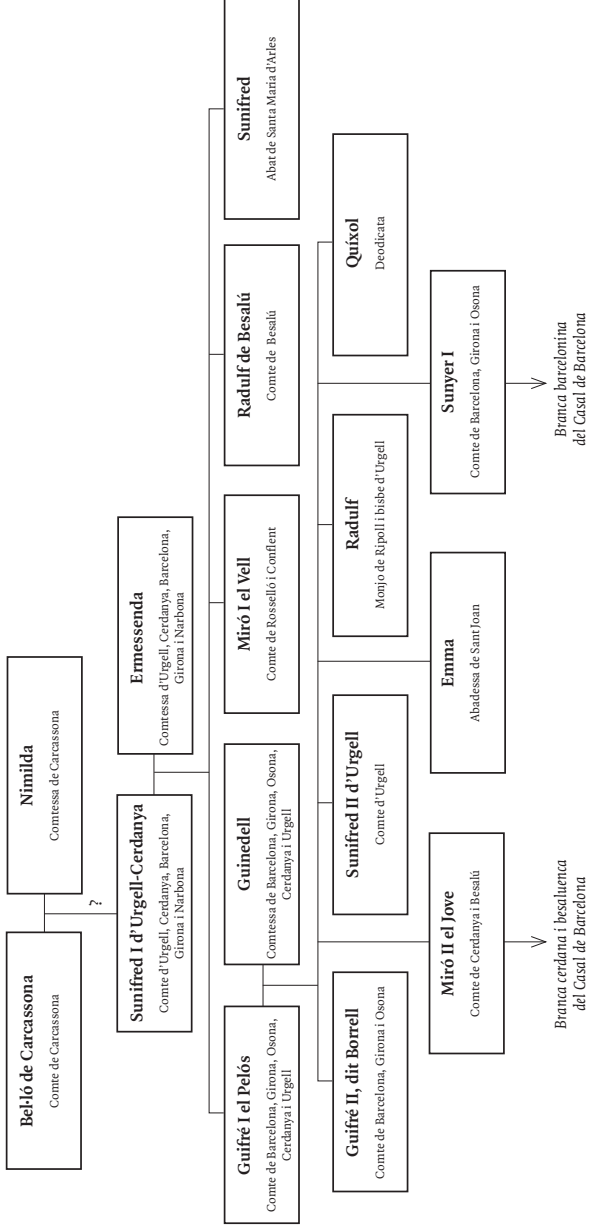 Bel·ló de Carcassona
Comte de Carcassona
Nimilda
Comtessa de Carcassona
?
Sunifred I d'Urgell-Cerdanya
Comte d'Urgell, Cerdanya, Barcelona,
Girona i Narbona
Ermessenda
Comtessa d'Urgell, Cerdanya, Barcelona,
Girona i Narbona
Guifré I el Pelós
Comte de Barcelona, Girona, Osona,
Cerdanya i Urgell
Guinedell
Comtessa de Barcelona, Girona, Osona,
Cerdanya i Urgell
Miró I el Vell
Comte de Rosselló i Conflent
Radulf de Besalú
Comte de Besalú
Sunifred
Abat de Santa Maria d'Arles
Guifré II, dit Borrell
Comte de Barcelona, Girona i Osona
Sunifred II d'Urgell
Comte d'Urgell
Radulf
Monjo de Ripoll i bisbe d'Urgell
Quíxol
Deodicata
Miró II el Jove
Comte de Cerdanya i Besalú
Emma
Abadessa de Sant Joan
Sunyer I
Comte de Barcelona, Girona i Osona
Branca cerdana i besaluenca
del Casal de Barcelona
Branca barcelonina
del Casal de Barcelona